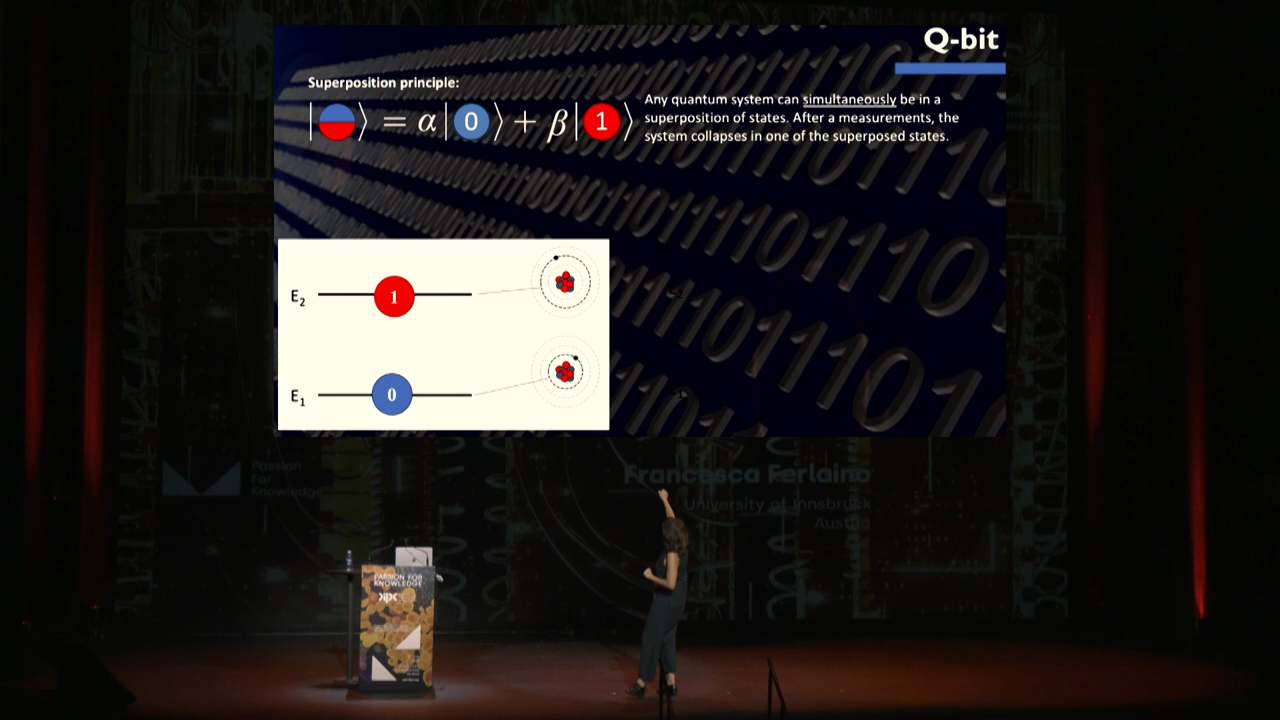 Q-bit
Superposition principle:
|⟩ = α|0⟩ + β|1⟩
Any quantum system can simultaneously be in a
superposition of states. After a measurements, the
system collapses in one of the superposed states.
E₂
1
E₁
0
Passion
For
Knowledge
Francesca Ferlaino
University of Innsbruck
Austria
PASSION FOR
KNOWLEDGE
dipc